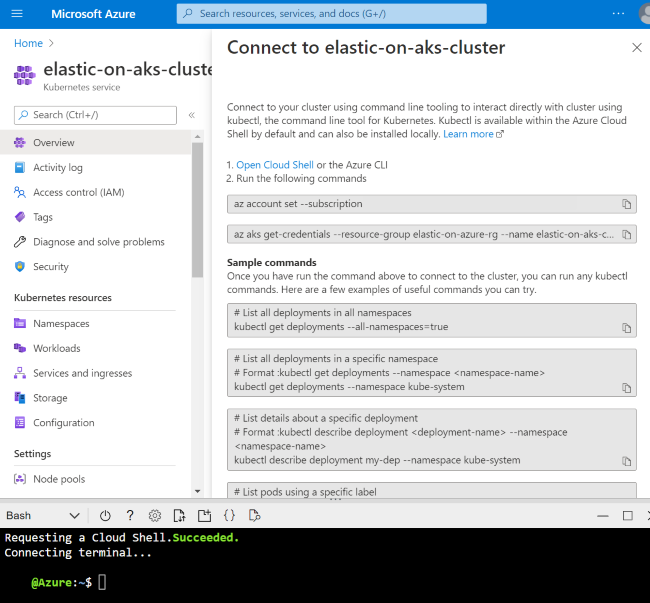 Microsoft Azure
Search resources, services, and docs (G+/)
Home
elastic-on-aks-cluste
Kubernetes service
Search (Ctrl+/)
Overview
Activity log
Access control (IAM)
Tags
Diagnose and solve problems
Security
Kubernetes resources
Namespaces
Workloads
Services and ingresses
Storage
Configuration
Settings
Node pools
Connect to elastic-on-aks-cluster
Connect to your cluster using command line tooling to interact directly with cluster using
kubectl, the command line tool for Kubernetes. Kubectl is available within the Azure Cloud
Shell by default and can also be installed locally. Learn more
1. Open Cloud Shell or the Azure CLI
2. Run the following commands
az account set --subscription
az aks get-credentials --resource-group elastic-on-azure-rg --name elastic-on-aks-c...
Sample commands
Once you have run the command above to connect to the cluster, you can run any kubectl
commands. Here are a few examples of useful commands you can try.
# List all deployments in all namespaces
kubectl get deployments --all-namespaces=true
# List all deployments in a specific namespace
# Format :kubectl get deployments --namespace <namespace-name>
kubectl get deployments --namespace kube-system
# List details about a specific deployment
# Format :kubectl describe deployment <deployment-name> --namespace
<namespace-name>
kubectl describe deployment my-dep --namespace kube-system
# List pods using a specific label
Bash
Requesting a Cloud Shell.Succeeded.
Connecting terminal...
@Azure:~$